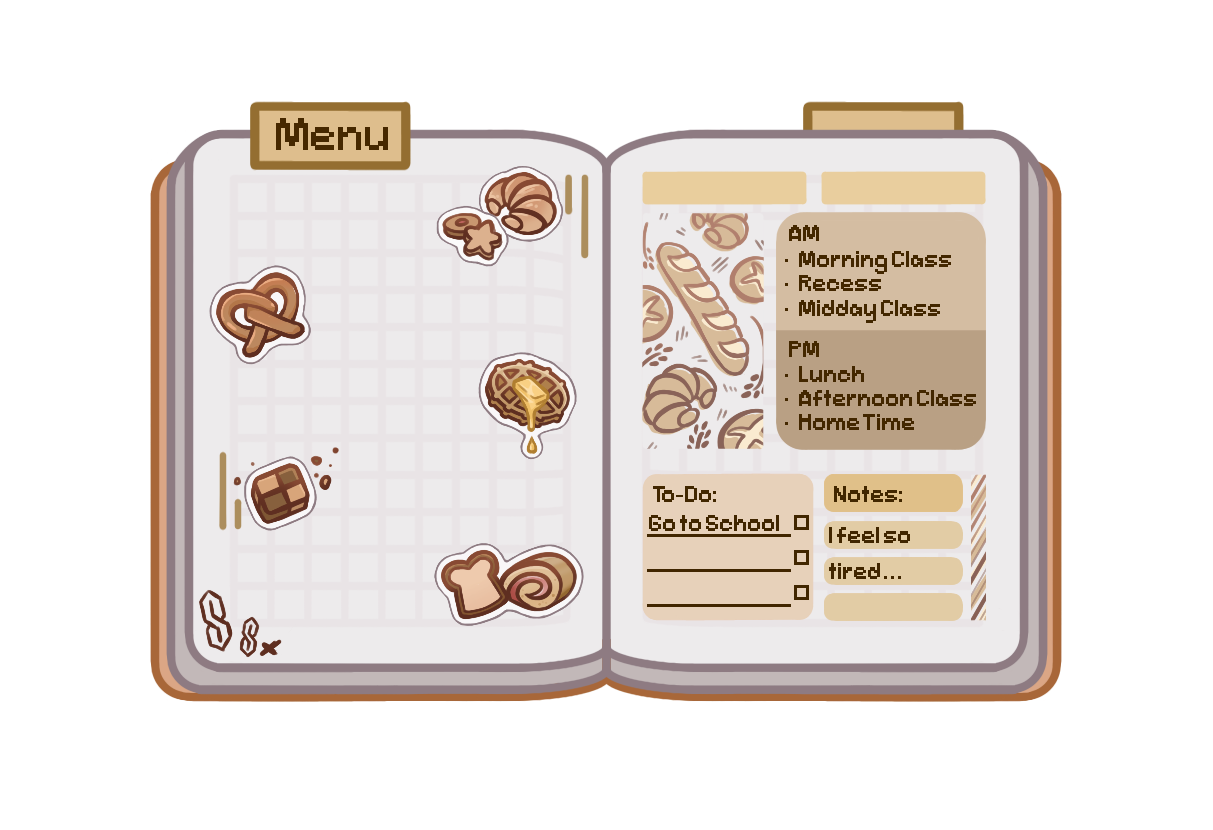 Menu
AM
· Morning Class
· Recess
· Midday Class
PM
· Lunch
· Afternoon Class
· Home Time
To-Do:
Go to School
Notes:
I feel so
tired...